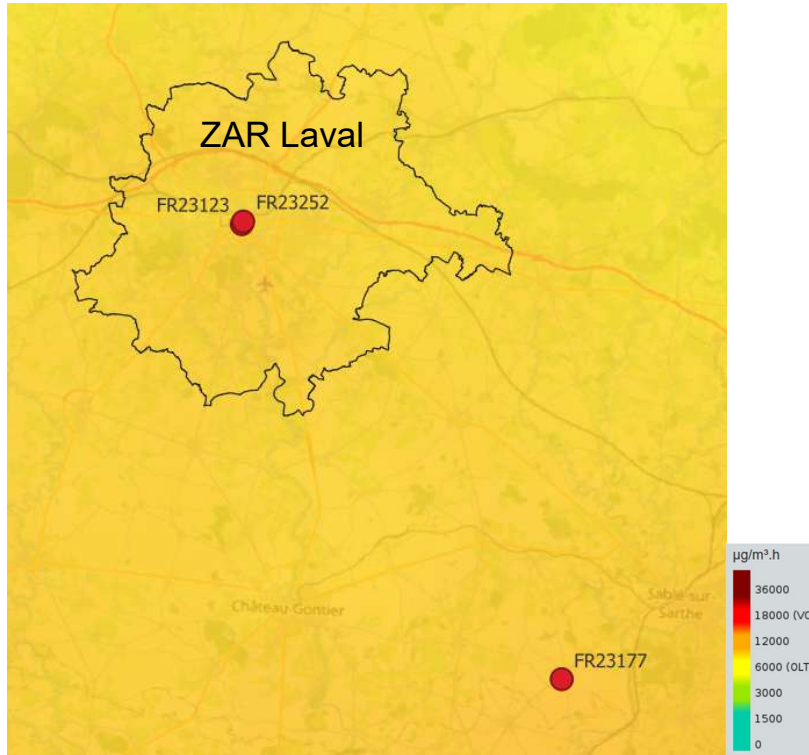 ZAR Laval
FR23123
FR23252
Château-Gontier
Sablé-sur-
Sarthe
FR23177
µg/m³.h
36000
18000 (VC
12000
6000 (OLT
3000
1500
0